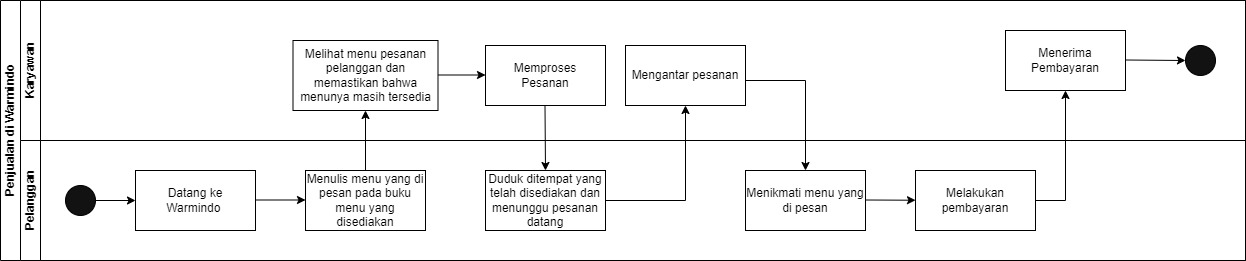 Penjualan di Warmindo
Karyawan
Melihat menu pesanan
pelanggan dan
memastikan bahwa
menunya masih tersedia
Memproses
Pesanan
Mengantar pesanan
Menerima
Pembayaran
Pelanggan
Datang ke
Warmindo
Menulis menu yang di
pesan pada buku
menu yang
disediakan
Duduk ditempat yang
telah disediakan dan
menunggu pesanan
datang
Menikmati menu yang
di pesan
Melakukan
pembayaran